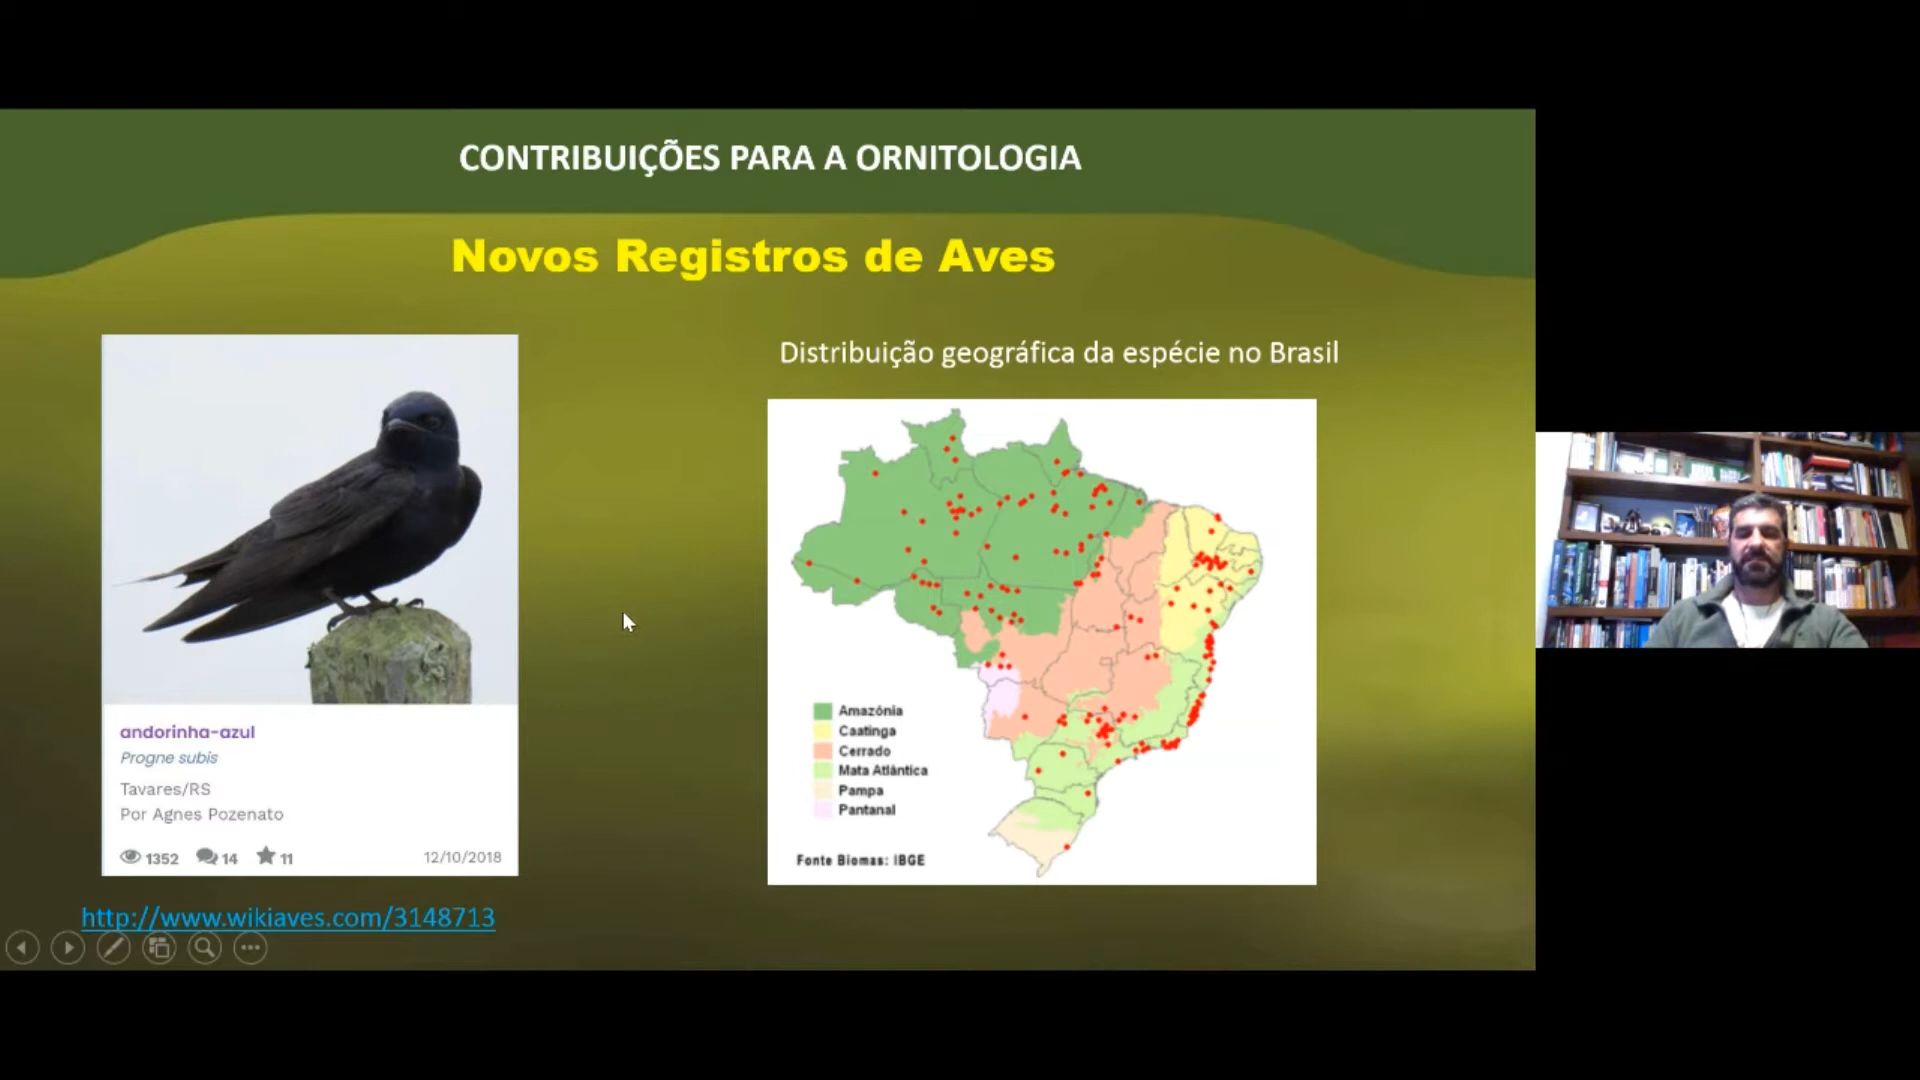 CONTRIBUIÇÕES PARA A ORNITOLOGIA
Novos Registros de Aves
andorinha-azul
Progne subis
Tavares/RS
Por Agnes Pozenato
1352 14 11 12/10/2018
http://www.wikiaves.com/3148713
Distribuição geográfica da espécie no Brasil
Amazônia
Caatinga
Cerrado
Mata Atlântica
Pampa
Pantanal
Fonte Biomas: IBGE